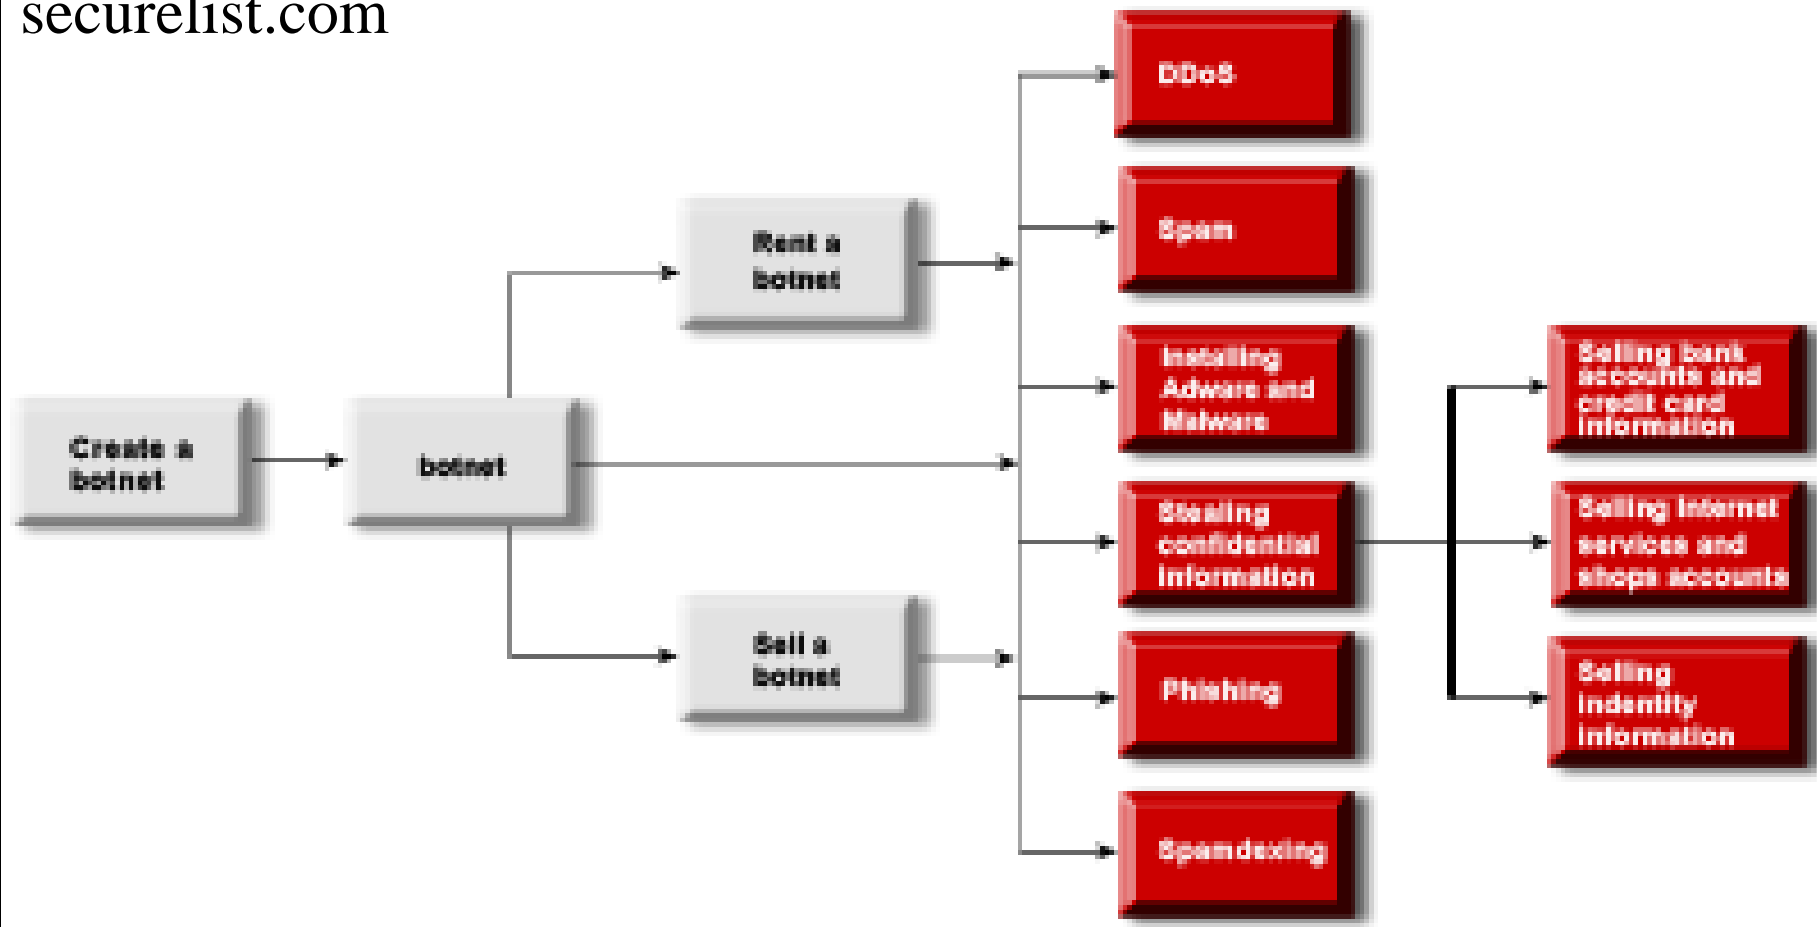 securelist.com
DDoS
Spam
Rent a
botnet
Installing
Adware and
Malware
Selling bank
accounts and
credit card
information
Create a
botnet
botnet
Stealing
confidential
information
Selling Internet
services and
shops accounts
Sell a
botnet
Phishing
Selling
indentity
information
Spamdexing